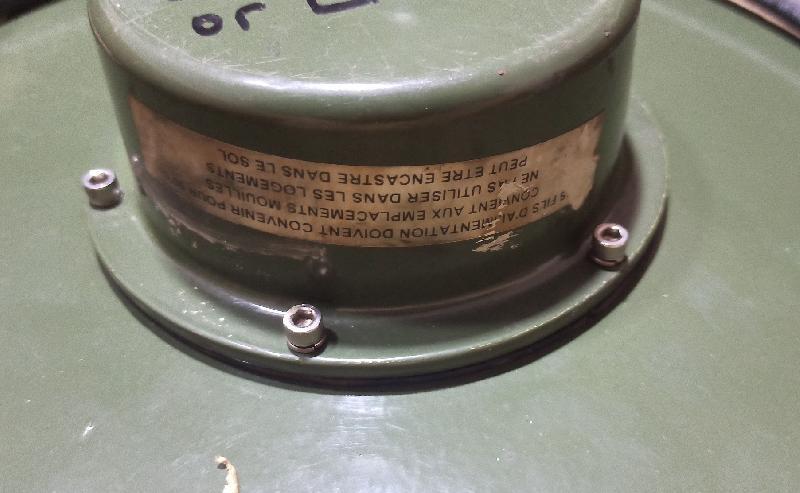 S FILS D'ALIMENTATION DOIVENT CONVENIR POUR
CONVIENT AUX EMPLACEMENTS MOUILLES
NE PAS UTILISER DANS LES LOGEMENTS
PEUT ETRE ENCASTRE DANS LE SOL
or